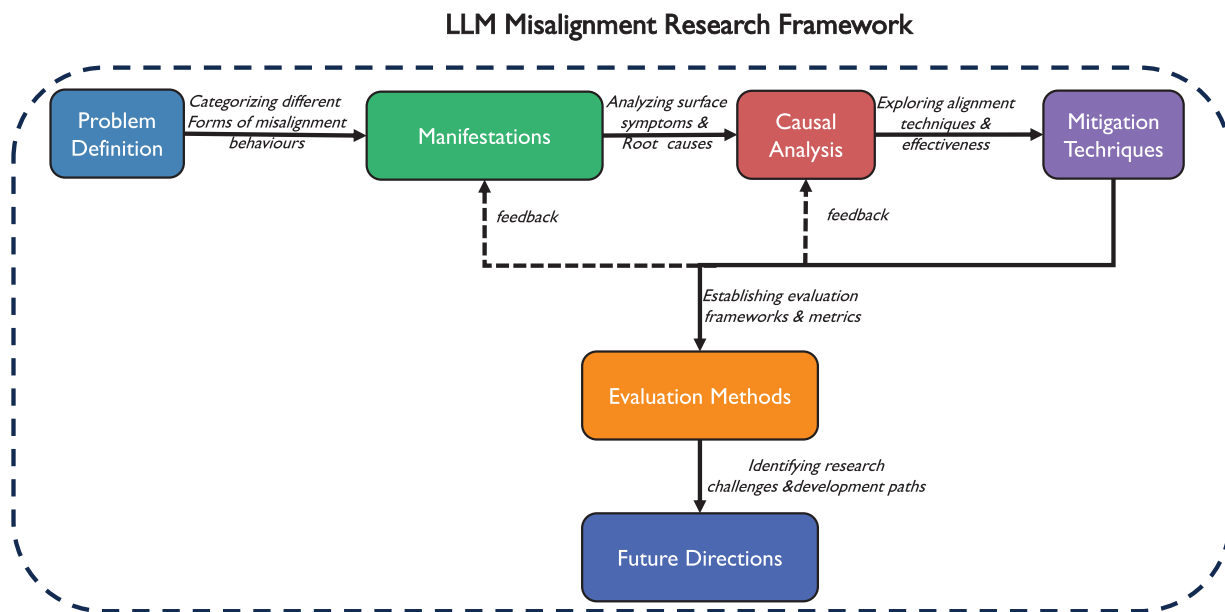 LLM Misalignment Research Framework
Problem
Definition
Categorizing different
Forms of misalignment
behaviours
Manifestations
Analyzing surface
symptoms &
Root causes
Causal
Analysis
Exploring alignment
techniques &
effectiveness
Mitigation
Techriques
feedback
feedback
Establishing evaluation
frameworks & metrics
Evaluation Methods
Identifying research
challenges &development paths
Future Directions